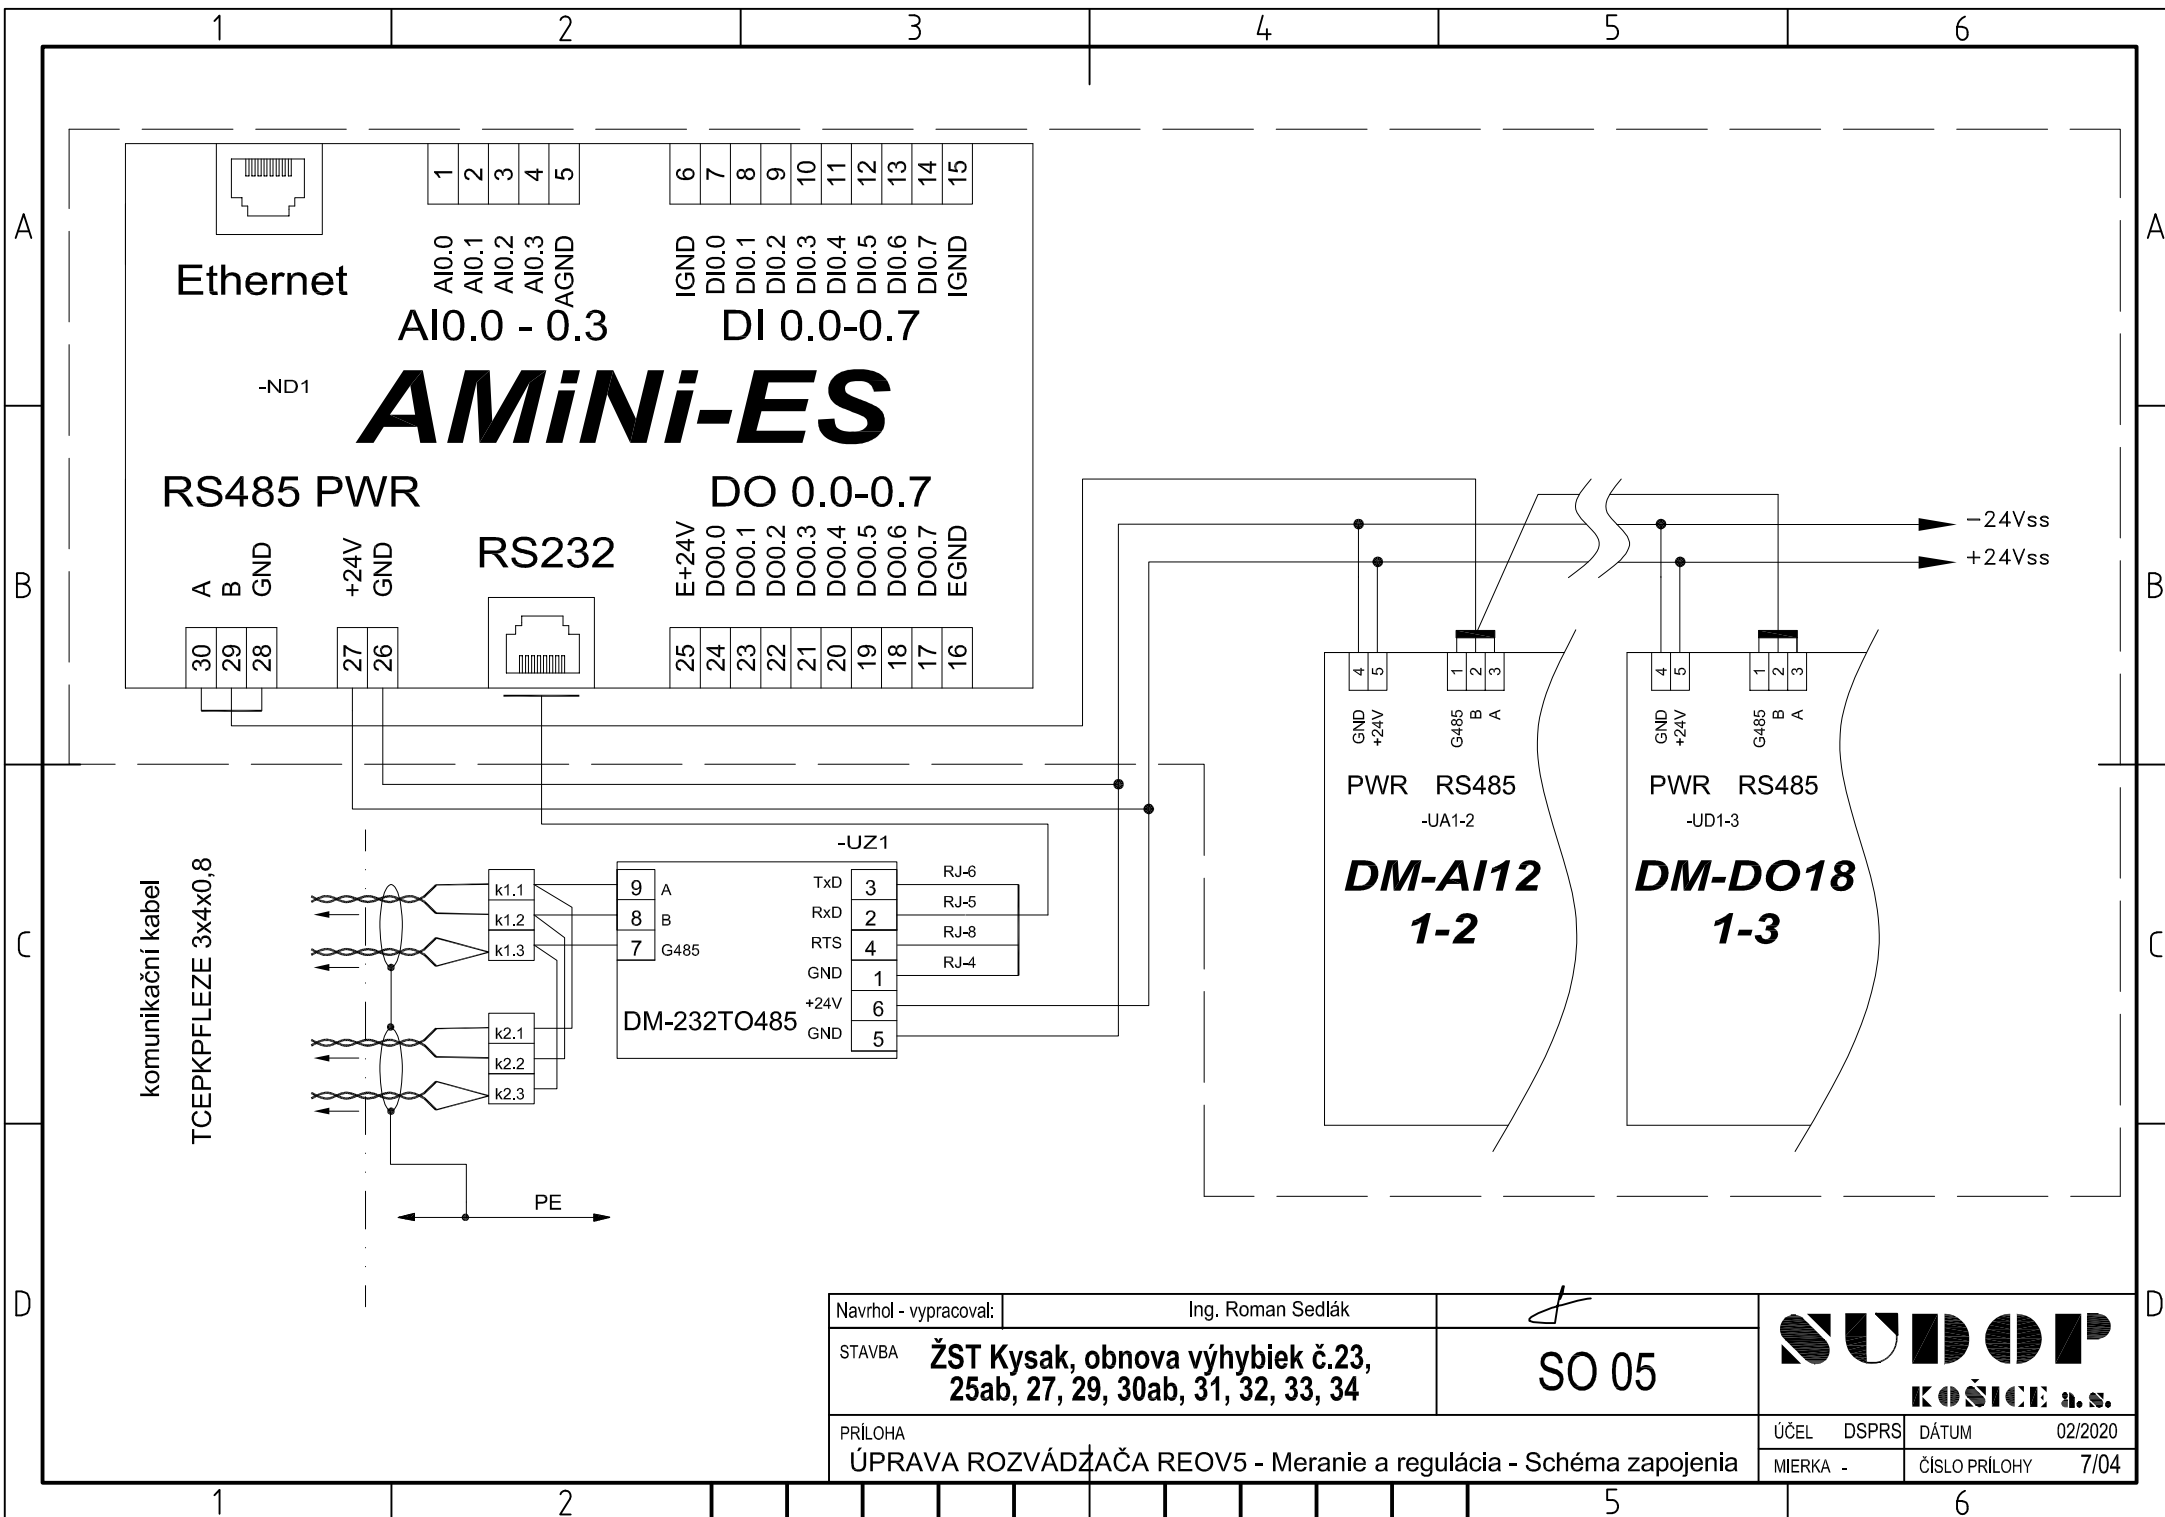 1 2 3 4 5 6
A A
B B
C C
D D
Ethernet
1 2 3 4 5
AI0.0 AI0.1 AI0.2 AI0.3 AGND
AI0.0 - 0.3
6 7 8 9 10 11 12 13 14 15
IGND DI0.0 DI0.1 DI0.2 DI0.3 DI0.4 DI0.5 DI0.6 DI0.7 IGND
DI 0.0-0.7
-ND1
AMiNi-ES
RS485 PWR
A B GND
+24V GND
30 29 28
27 26
RS232
DO 0.0-0.7
E+24V DO0.0 DO0.1 DO0.2 DO0.3 DO0.4 DO0.5 DO0.6 DO0.7 EGND
25 24 23 22 21 20 19 18 17 16
-24Vss
+24Vss
4 5 1 2 3
GND +24V G485 B A
PWR RS485
-UA1-2
DM-AI12
1-2
4 5 1 2 3
GND +24V G485 B A
PWR RS485
-UD1-3
DM-DO18
1-3
komunikační kabel
TCEPKPFLEZE 3x4x0,8
k1.1
k1.2
k1.3
k2.1
k2.2
k2.3
-UZ1
9 A
8 B
7 G485
DM-232TO485
TxD 3 RJ-6
RxD 2 RJ-5
RTS 4 RJ-8
GND 1 RJ-4
+24V 6
GND 5
PE
Navrhol - vypracoval: Ing. Roman Sedlák
STAVBA ŽST Kysak, obnova výhybiek č.23,
25ab, 27, 29, 30ab, 31, 32, 33, 34
SO 05
SUDOP
KOŠICE a.s.
PRÍLOHA
ÚPRAVA ROZVÁDZAČA REOV5 - Meranie a regulácia - Schéma zapojenia
ÚČEL DSPRS DÁTUM 02/2020
MIERKA - ČÍSLO PRÍLOHY 7/04
1 2 5 6